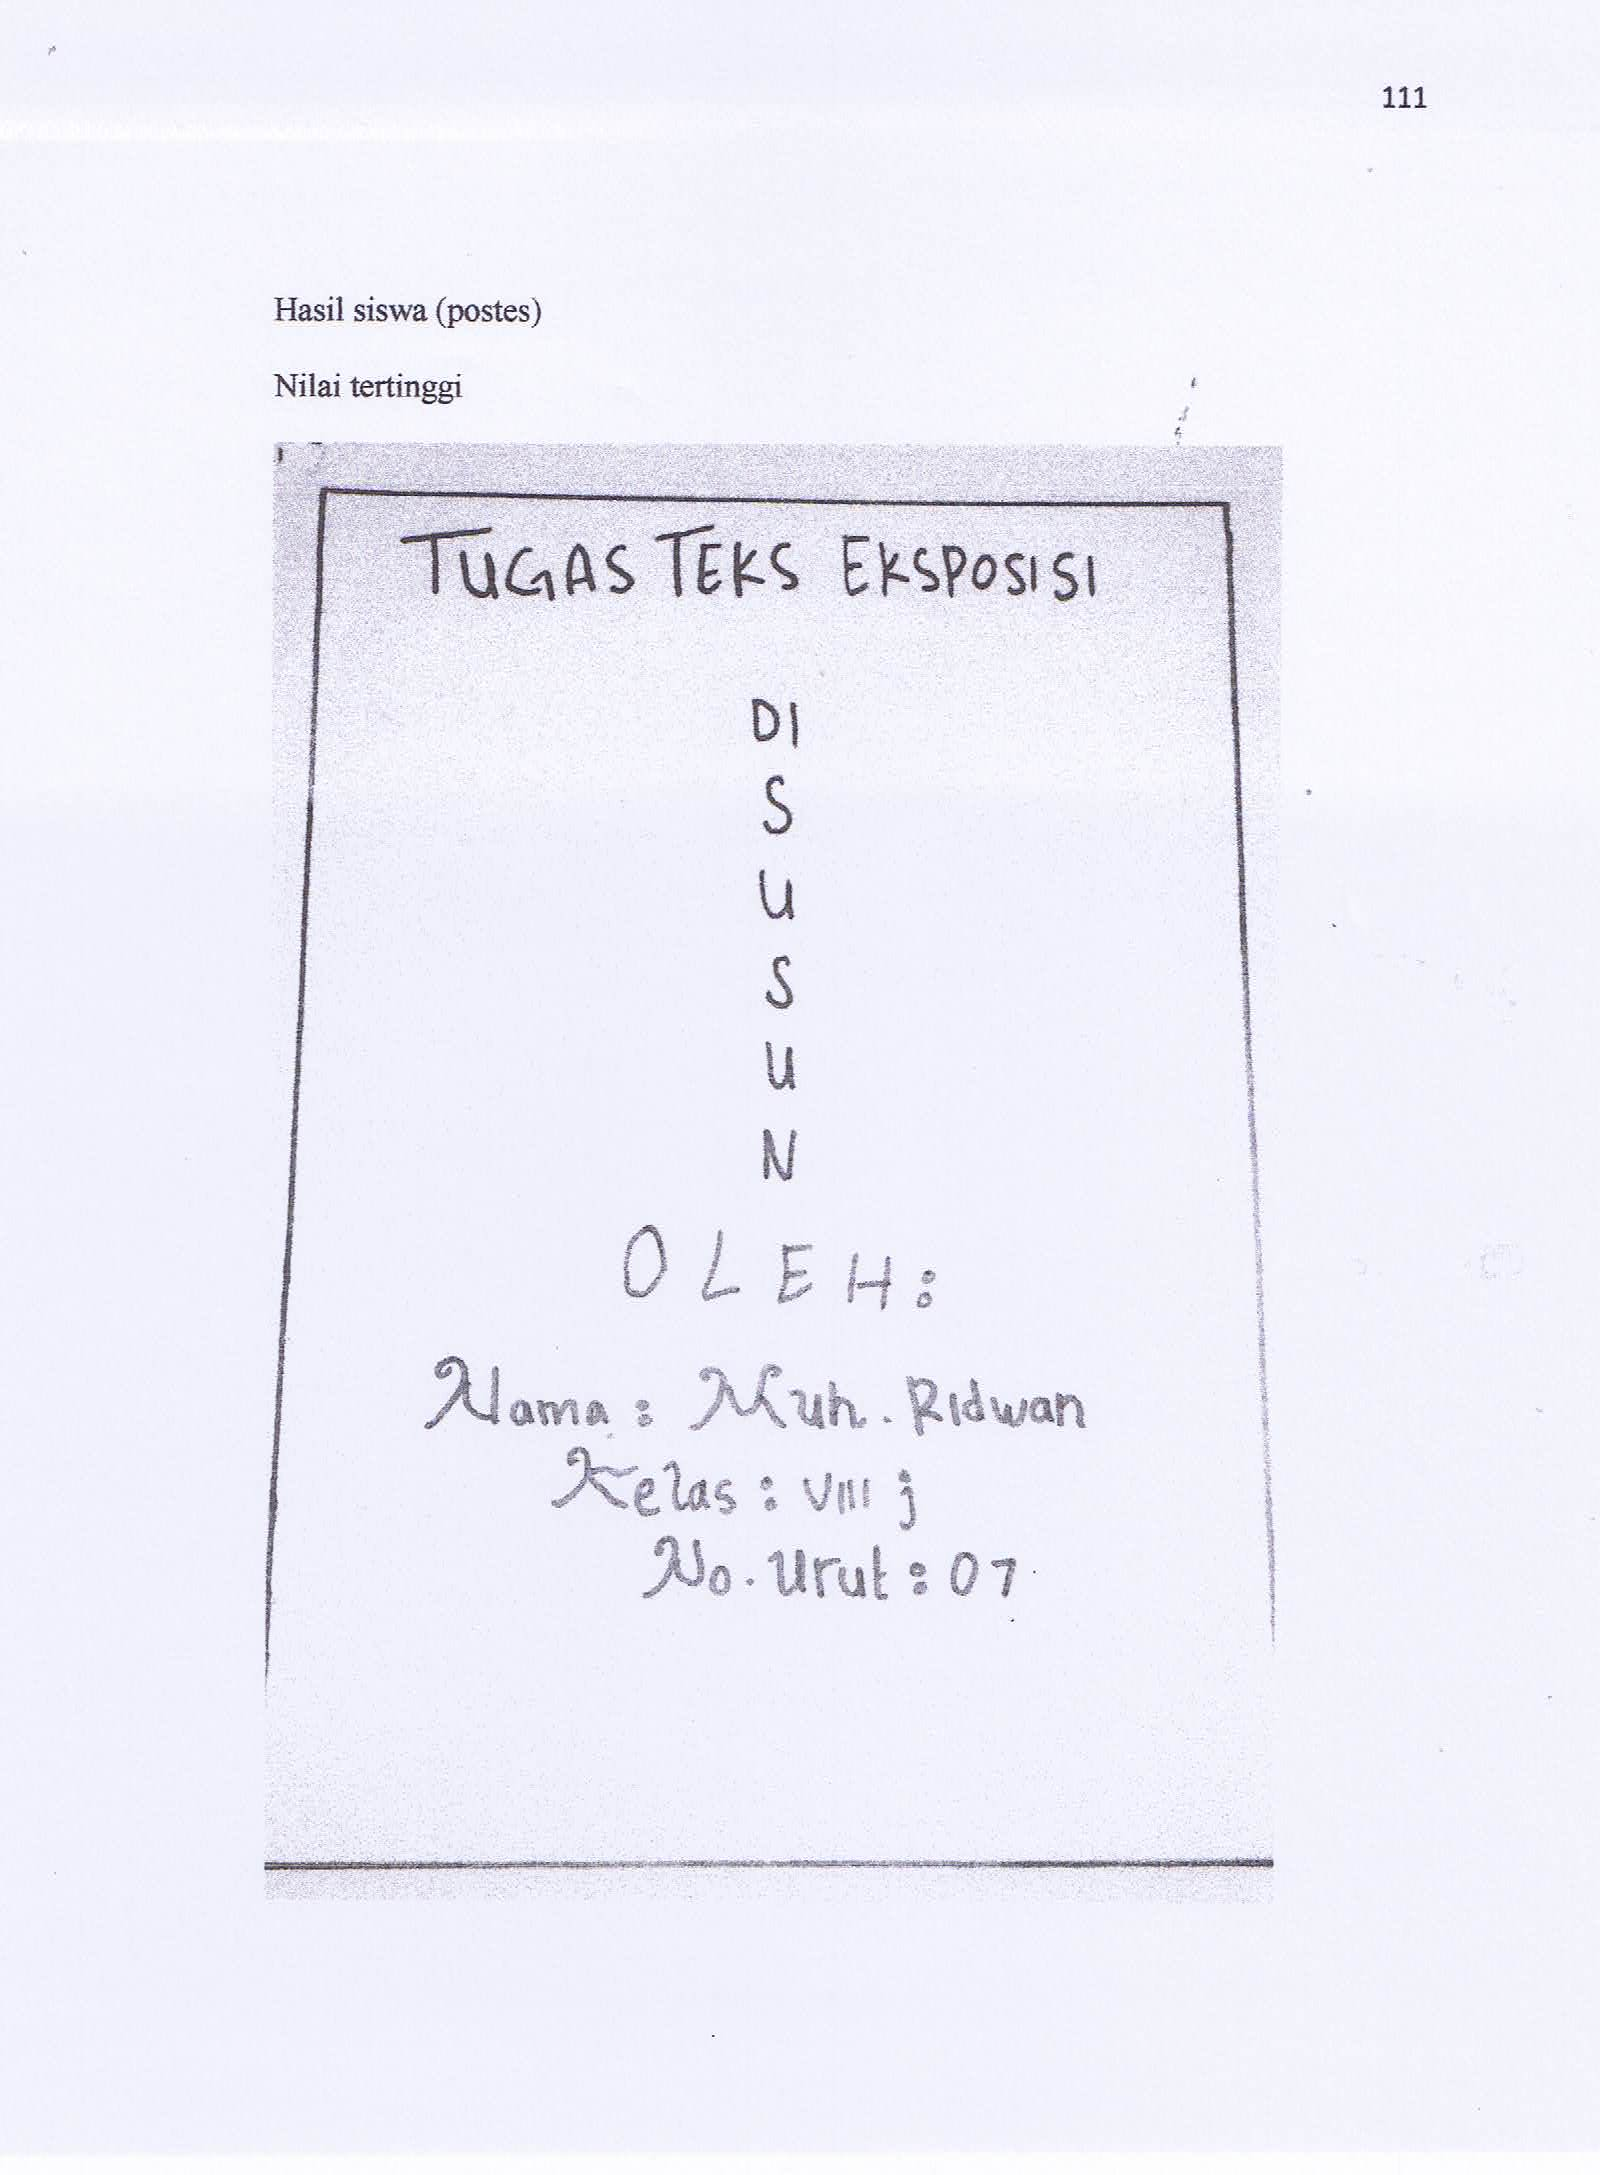 111
Hasil siswa (postes)
Nilai tertinggi
TUGAS TEKS EKSPOSISI
DI
S
U
S
U
N
OLEH:
Nama: Muh. Ridwan
Kelas: VIII j
No. Urut: 07